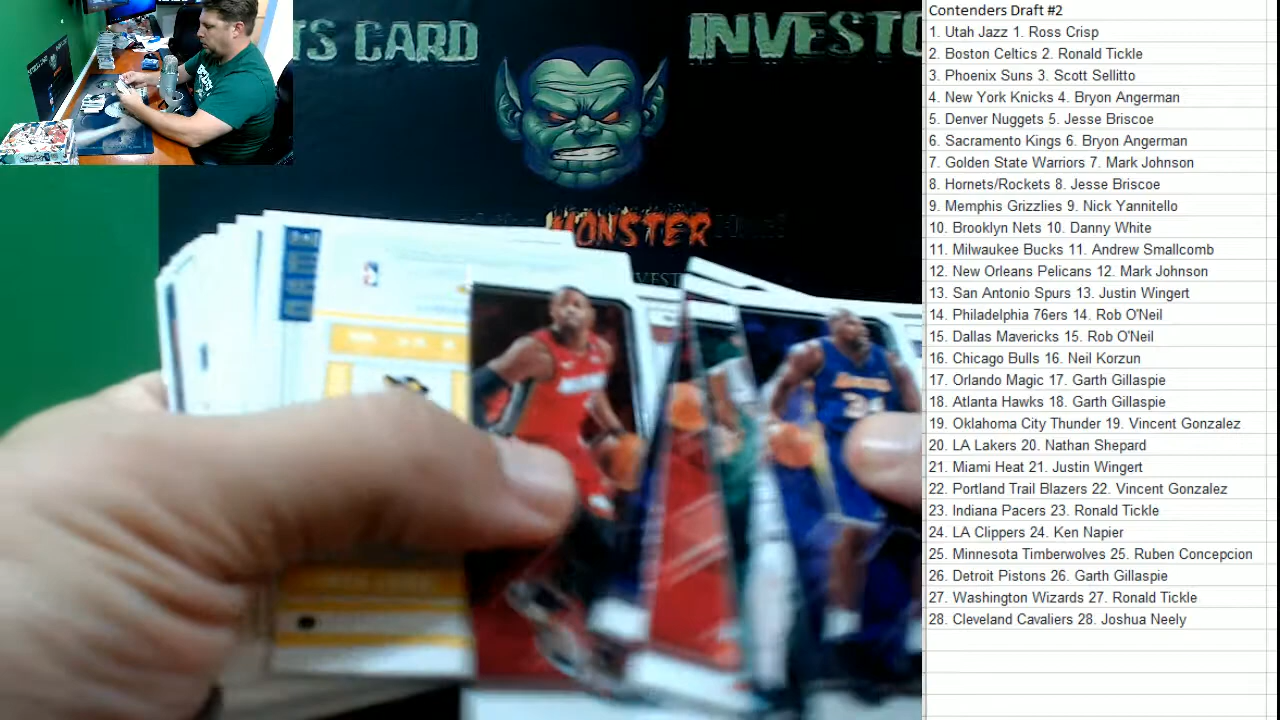 TS CARD
INVESTO
MONSTER
Contenders Draft #2
1. Utah Jazz 1. Ross Crisp
2. Boston Celtics 2. Ronald Tickle
3. Phoenix Suns 3. Scott Sellitto
4. New York Knicks 4. Bryon Angerman
5. Denver Nuggets 5. Jesse Briscoe
6. Sacramento Kings 6. Bryon Angerman
7. Golden State Warriors 7. Mark Johnson
8. Hornets/Rockets 8. Jesse Briscoe
9. Memphis Grizzlies 9. Nick Yannitello
10. Brooklyn Nets 10. Danny White
11. Milwaukee Bucks 11. Andrew Smallcomb
12. New Orleans Pelicans 12. Mark Johnson
13. San Antonio Spurs 13. Justin Wingert
14. Philadelphia 76ers 14. Rob O'Neil
15. Dallas Mavericks 15. Rob O'Neil
16. Chicago Bulls 16. Neil Korzun
17. Orlando Magic 17. Garth Gillaspie
18. Atlanta Hawks 18. Garth Gillaspie
19. Oklahoma City Thunder 19. Vincent Gonzalez
20. LA Lakers 20. Nathan Shepard
21. Miami Heat 21. Justin Wingert
22. Portland Trail Blazers 22. Vincent Gonzalez
23. Indiana Pacers 23. Ronald Tickle
24. LA Clippers 24. Ken Napier
25. Minnesota Timberwolves 25. Ruben Concepcion
26. Detroit Pistons 26. Garth Gillaspie
27. Washington Wizards 27. Ronald Tickle
28. Cleveland Cavaliers 28. Joshua Neely